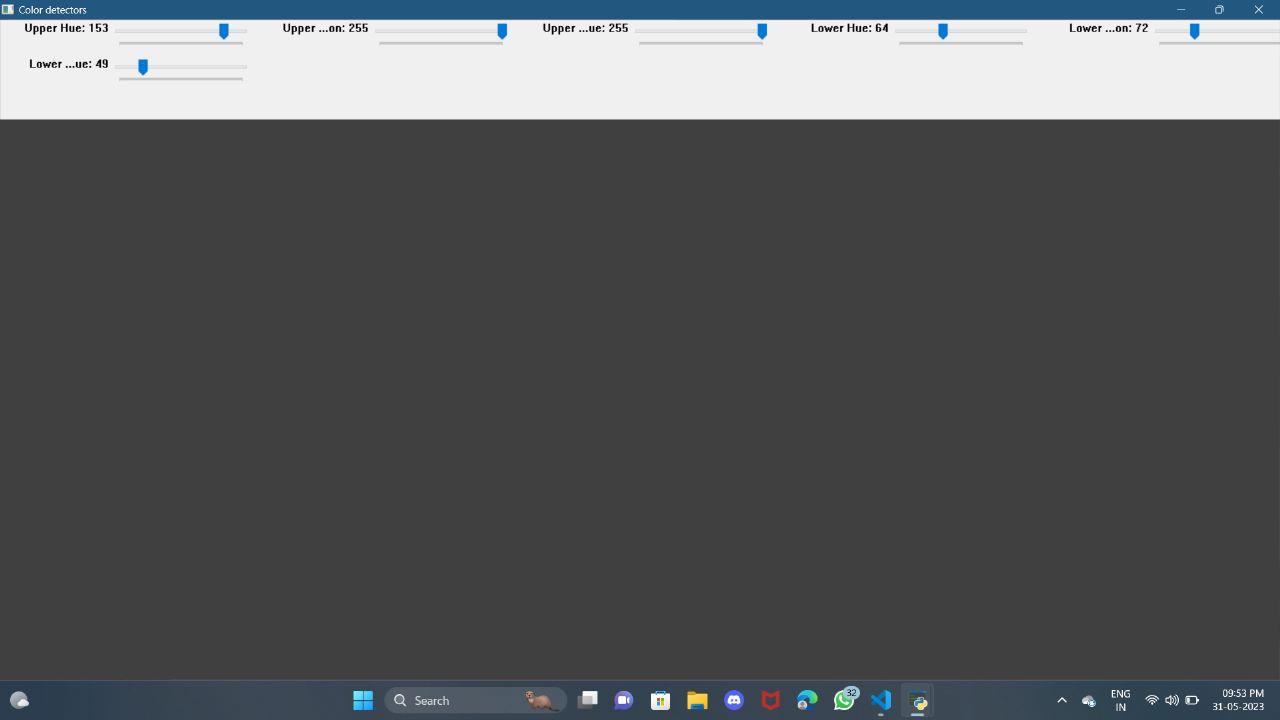 Color detectors
Upper Hue: 153
Upper ...on: 255
Upper ...ue: 255
Lower Hue: 64
Lower ...on: 72
Lower ...ue: 49
Search
32
ENG
IN
09:53 PM
31-05-2023